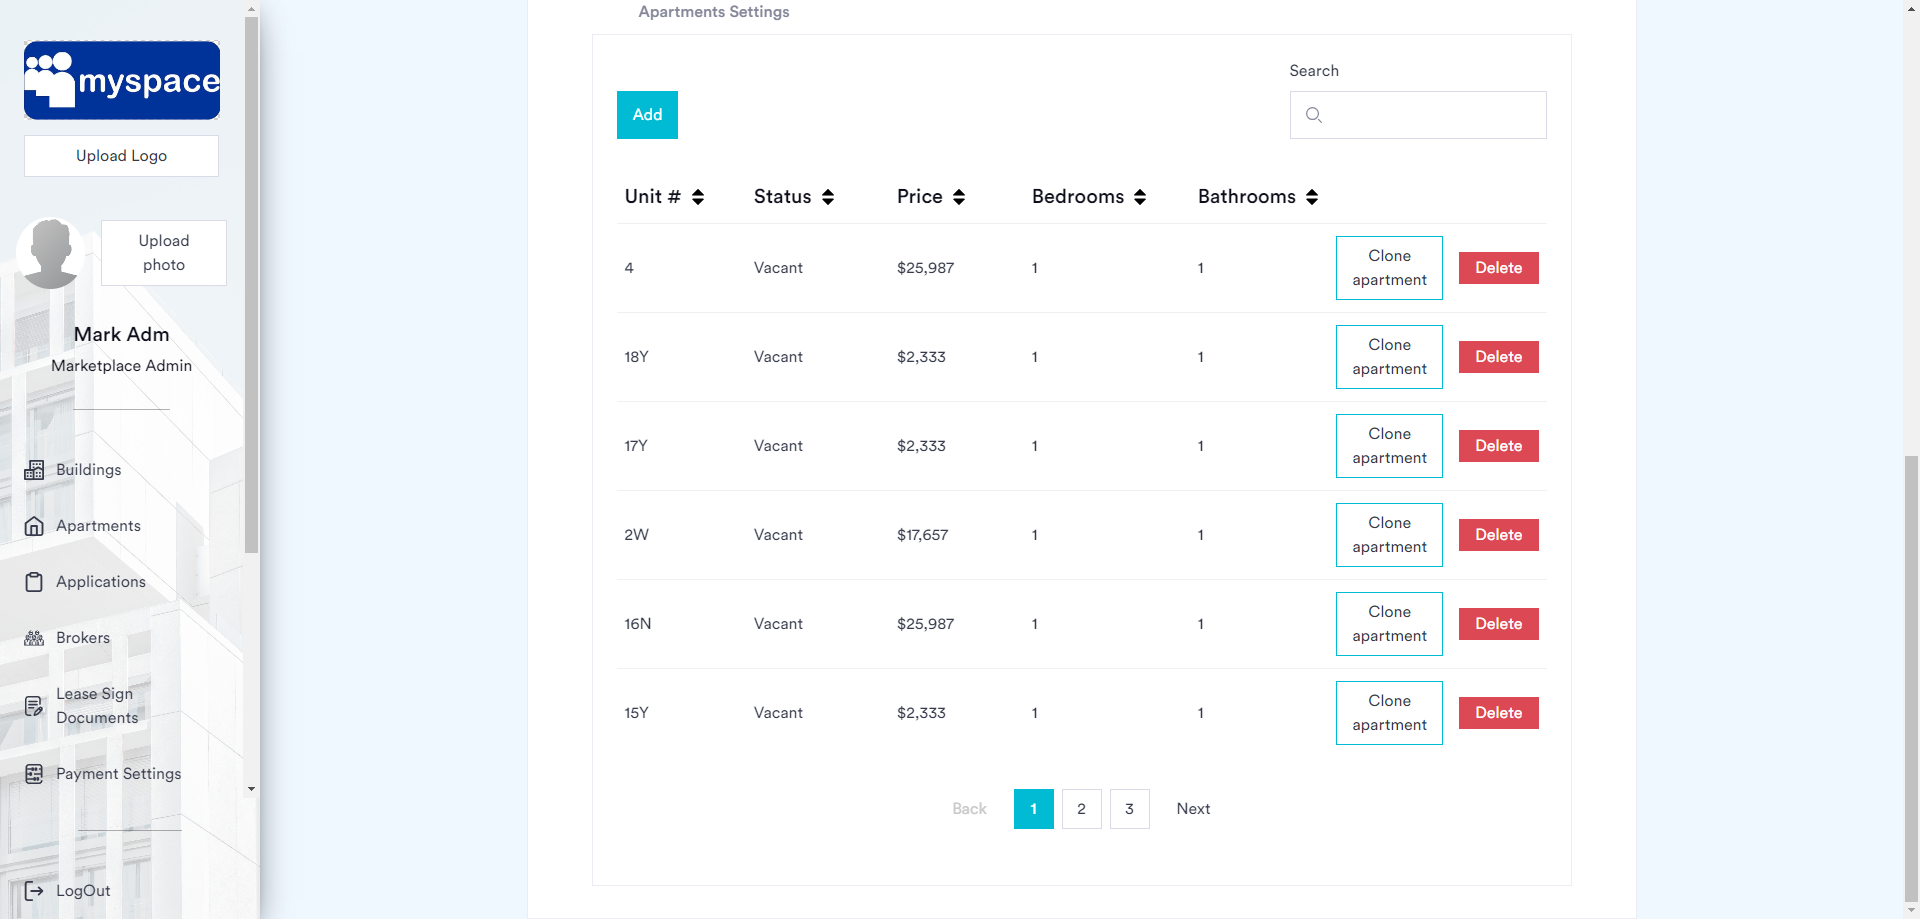 myspace
Upload Logo
Upload
photo
Mark Adm
Marketplace Admin
Buildings
Apartments
Applications
Brokers
Lease Sign
Documents
Payment Settings
LogOut
Apartments Settings
Search
Add
Unit # Status Price Bedrooms Bathrooms
4 Vacant $25,987 1 1 Clone apartment Delete
18Y Vacant $2,333 1 1 Clone apartment Delete
17Y Vacant $2,333 1 1 Clone apartment Delete
2W Vacant $17,657 1 1 Clone apartment Delete
16N Vacant $25,987 1 1 Clone apartment Delete
15Y Vacant $2,333 1 1 Clone apartment Delete
Back 1 2 3 Next